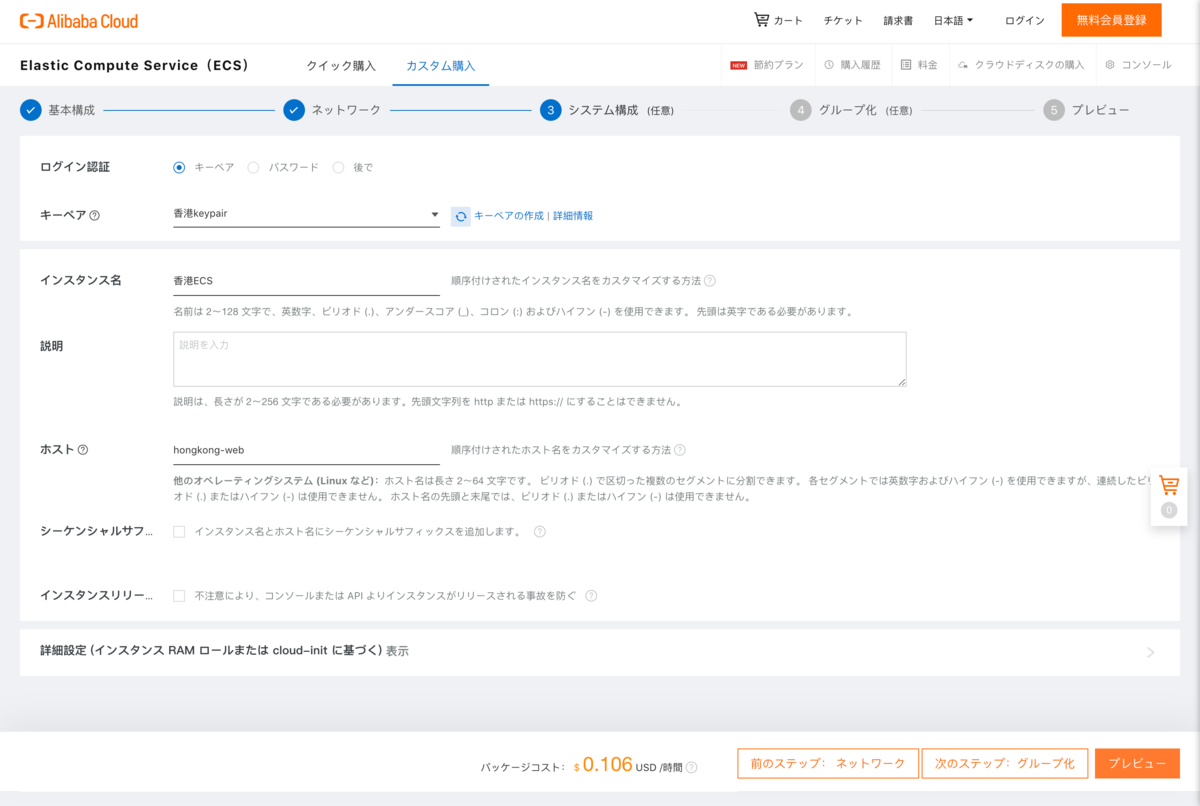 Alibaba Cloud
カート チケット 請求書 日本語 ログイン 無料会員登録
Elastic Compute Service（ECS） クイック購入 カスタム購入 NEW 節約プラン 購入履歴 料金 クラウドディスクの購入 コンソール
基本構成 ネットワーク 3 システム構成 (任意) 4 グループ化 (任意) 5 プレビュー
ログイン認証 キーペア パスワード 後で
キーペア 香港keypair キーペアの作成 | 詳細情報
インスタンス名 香港ECS 順序付けされたインスタンス名をカスタマイズする方法
名前は 2～128 文字で、英数字、ピリオド (.)、アンダースコア (_)、コロン (:) およびハイフン (-) を使用できます。 先頭は英字である必要があります。
説明 説明を入力
説明は、長さが 2～256 文字である必要があります。先頭文字列を http または https:// にすることはできません。
ホスト hongkong-web 順序付けされたホスト名をカスタマイズする方法
他のオペレーティングシステム (Linux など): ホスト名は長さ 2～64 文字です。 ピリオド (.) で区切った複数のセグメントに分割できます。 各セグメントでは英数字およびハイフン (-) を使用できますが、連続したピリ
オド (.) またはハイフン (-) は使用できません。 ホスト名の先頭と末尾では、ピリオド (.) またはハイフン (-) は使用できません。
0
シーケンシャルサフ... インスタンス名とホスト名にシーケンシャルサフィックスを追加します。
インスタンスリリー... 不注意により、コンソールまたは API よりインスタンスがリリースされる事故を防ぐ
詳細設定 (インスタンス RAM ロールまたは cloud-init に基づく) 表示
パッケージコスト: $ 0.106 USD /時間 前のステップ: ネットワーク 次のステップ: グループ化 プレビュー